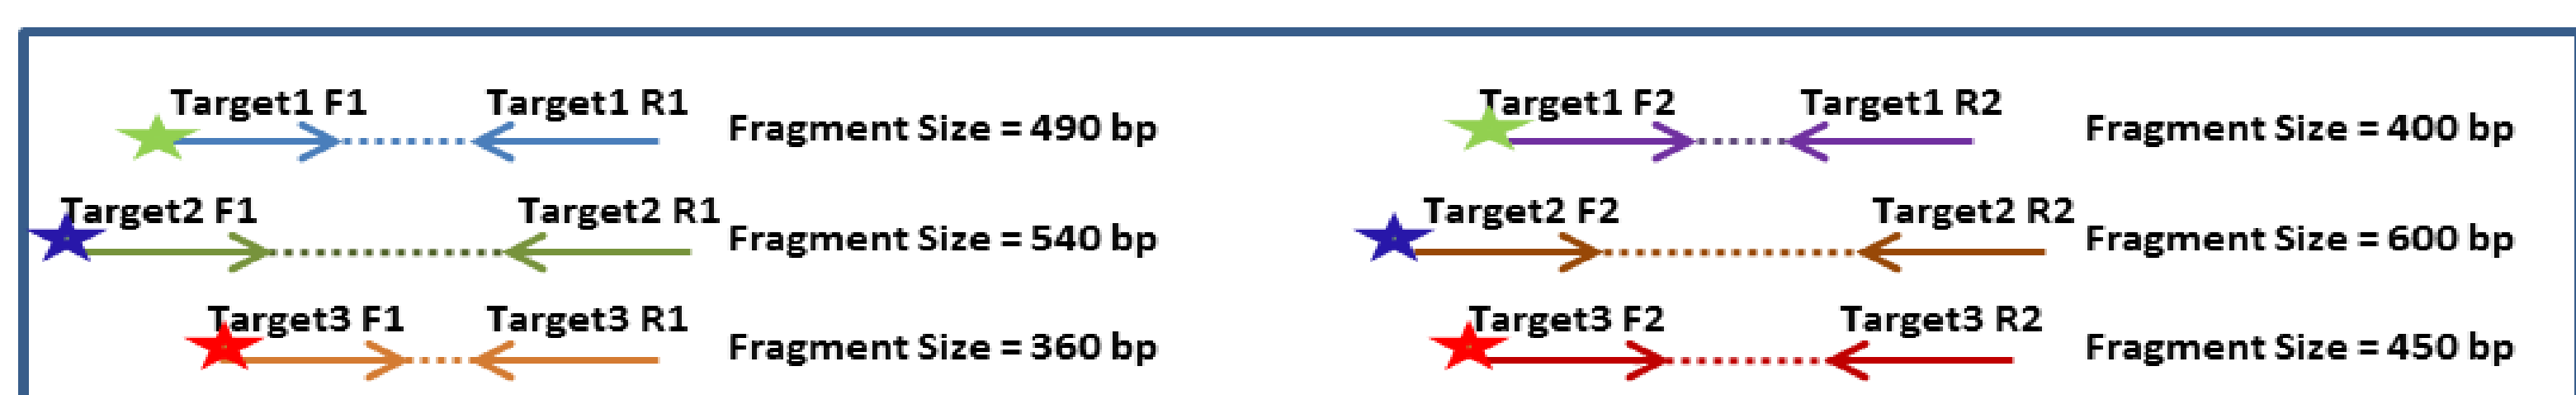 Target1 F1 Target1 R1 Fragment Size = 490 bp
Target2 F1 Target2 R1 Fragment Size = 540 bp
Target3 F1 Target3 R1 Fragment Size = 360 bp
Target1 F2 Target1 R2 Fragment Size = 400 bp
Target2 F2 Target2 R2 Fragment Size = 600 bp
Target3 F2 Target3 R2 Fragment Size = 450 bp